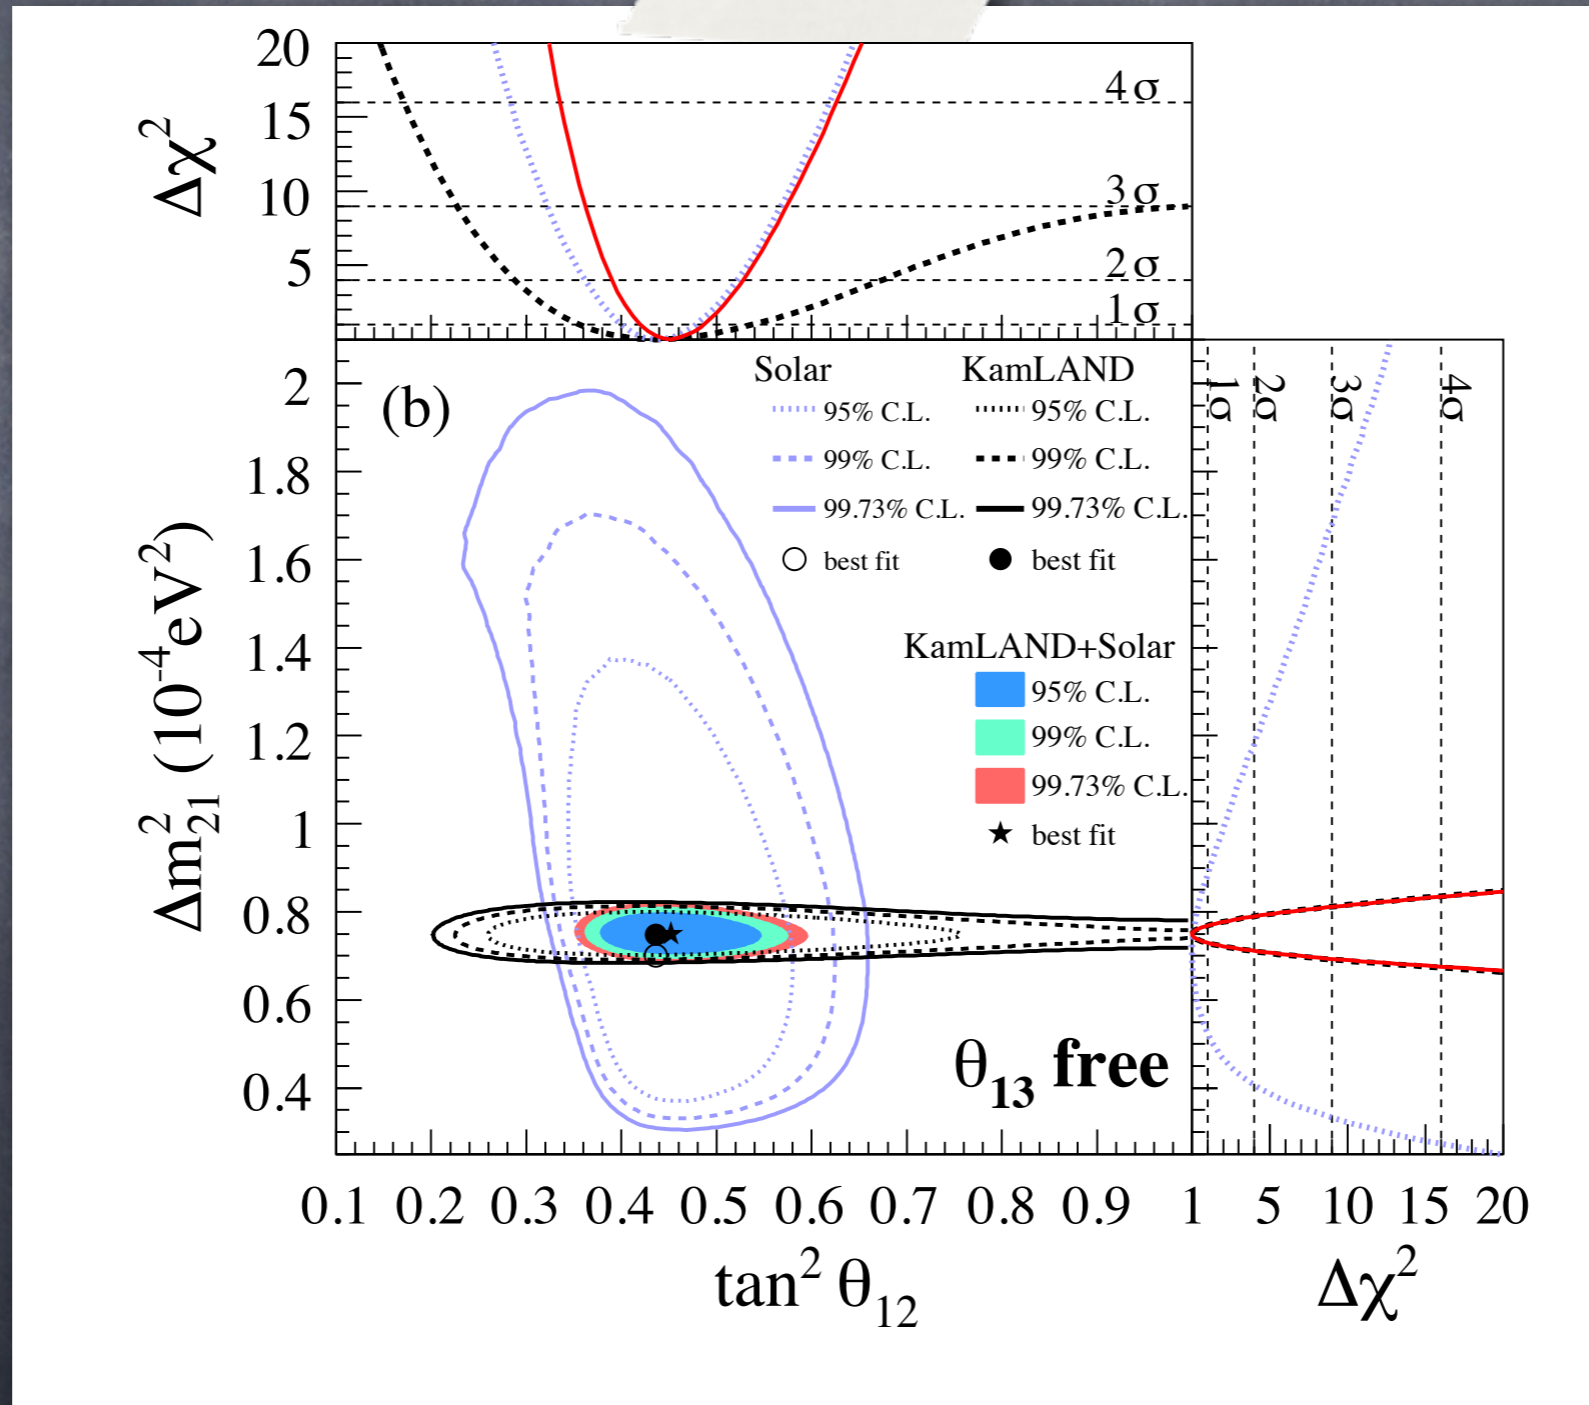 20
15
10
5
Δχ²
4σ
3σ
2σ
1σ
(b)
Solar KamLAND
95% C.L. 95% C.L.
99% C.L. 99% C.L.
99.73% C.L. 99.73% C.L.
best fit best fit
KamLAND+Solar
95% C.L.
99% C.L.
99.73% C.L.
best fit
θ₁₃ free
1σ 2σ 3σ 4σ
2
1.8
1.6
1.4
1.2
1
0.8
0.6
0.4
Δm²₂₁ (10⁻⁴eV²)
0.1 0.2 0.3 0.4 0.5 0.6 0.7 0.8 0.9 1 5 10 15 20
tan² θ₁₂ Δχ²